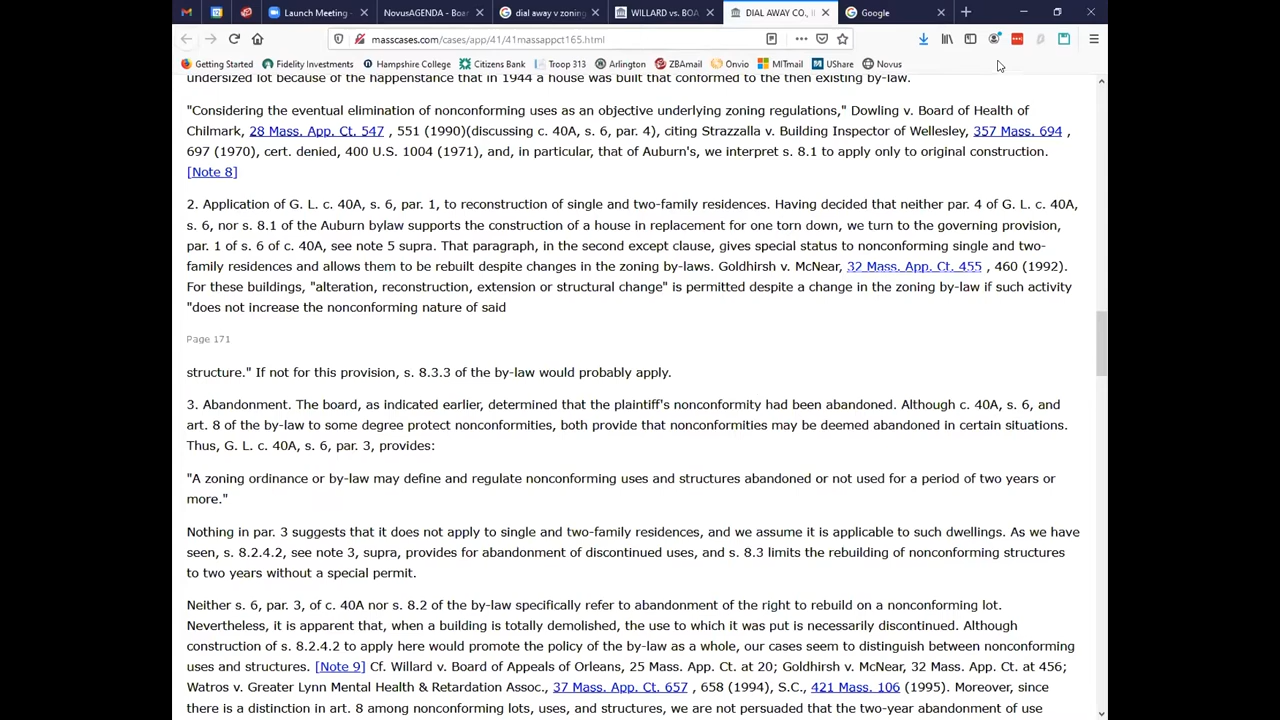 Launch Meeting -
NovusAGENDA - Boar
dial away v zoning
WILLARD vs. BOA
DIAL AWAY CO., I
Google
masscases.com/cases/app/41/41massappct165.html
Getting Started
Fidelity Investments
Hampshire College
Citizens Bank
Troop 313
Arlington
ZBAmail
Onvio
MITmail
UShare
Novus
undersized lot because of the happenstance that in 1944 a house was built that conformed to the then existing by-law.
"Considering the eventual elimination of nonconforming uses as an objective underlying zoning regulations," Dowling v. Board of Health of
Chilmark, 28 Mass. App. Ct. 547 , 551 (1990)(discussing c. 40A, s. 6, par. 4), citing Strazzalla v. Building Inspector of Wellesley, 357 Mass. 694 ,
697 (1970), cert. denied, 400 U.S. 1004 (1971), and, in particular, that of Auburn's, we interpret s. 8.1 to apply only to original construction.
[Note 8]
2. Application of G. L. c. 40A, s. 6, par. 1, to reconstruction of single and two-family residences. Having decided that neither par. 4 of G. L. c. 40A,
s. 6, nor s. 8.1 of the Auburn bylaw supports the construction of a house in replacement for one torn down, we turn to the governing provision,
par. 1 of s. 6 of c. 40A, see note 5 supra. That paragraph, in the second except clause, gives special status to nonconforming single and two-
family residences and allows them to be rebuilt despite changes in the zoning by-laws. Goldhirsh v. McNear, 32 Mass. App. Ct. 455 , 460 (1992).
For these buildings, "alteration, reconstruction, extension or structural change" is permitted despite a change in the zoning by-law if such activity
"does not increase the nonconforming nature of said
Page 171
structure." If not for this provision, s. 8.3.3 of the by-law would probably apply.
3. Abandonment. The board, as indicated earlier, determined that the plaintiff's nonconformity had been abandoned. Although c. 40A, s. 6, and
art. 8 of the by-law to some degree protect nonconformities, both provide that nonconformities may be deemed abandoned in certain situations.
Thus, G. L. c. 40A, s. 6, par. 3, provides:
"A zoning ordinance or by-law may define and regulate nonconforming uses and structures abandoned or not used for a period of two years or
more."
Nothing in par. 3 suggests that it does not apply to single and two-family residences, and we assume it is applicable to such dwellings. As we have
seen, s. 8.2.4.2, see note 3, supra, provides for abandonment of discontinued uses, and s. 8.3 limits the rebuilding of nonconforming structures
to two years without a special permit.
Neither s. 6, par. 3, of c. 40A nor s. 8.2 of the by-law specifically refer to abandonment of the right to rebuild on a nonconforming lot.
Nevertheless, it is apparent that, when a building is totally demolished, the use to which it was put is necessarily discontinued. Although
construction of s. 8.2.4.2 to apply here would promote the policy of the by-law as a whole, our cases seem to distinguish between nonconforming
uses and structures. [Note 9] Cf. Willard v. Board of Appeals of Orleans, 25 Mass. App. Ct. at 20; Goldhirsh v. McNear, 32 Mass. App. Ct. at 456;
Watros v. Greater Lynn Mental Health & Retardation Assoc., 37 Mass. App. Ct. 657 , 658 (1994), S.C., 421 Mass. 106 (1995). Moreover, since
there is a distinction in art. 8 among nonconforming lots, uses, and structures, we are not persuaded that the two-year abandonment of use